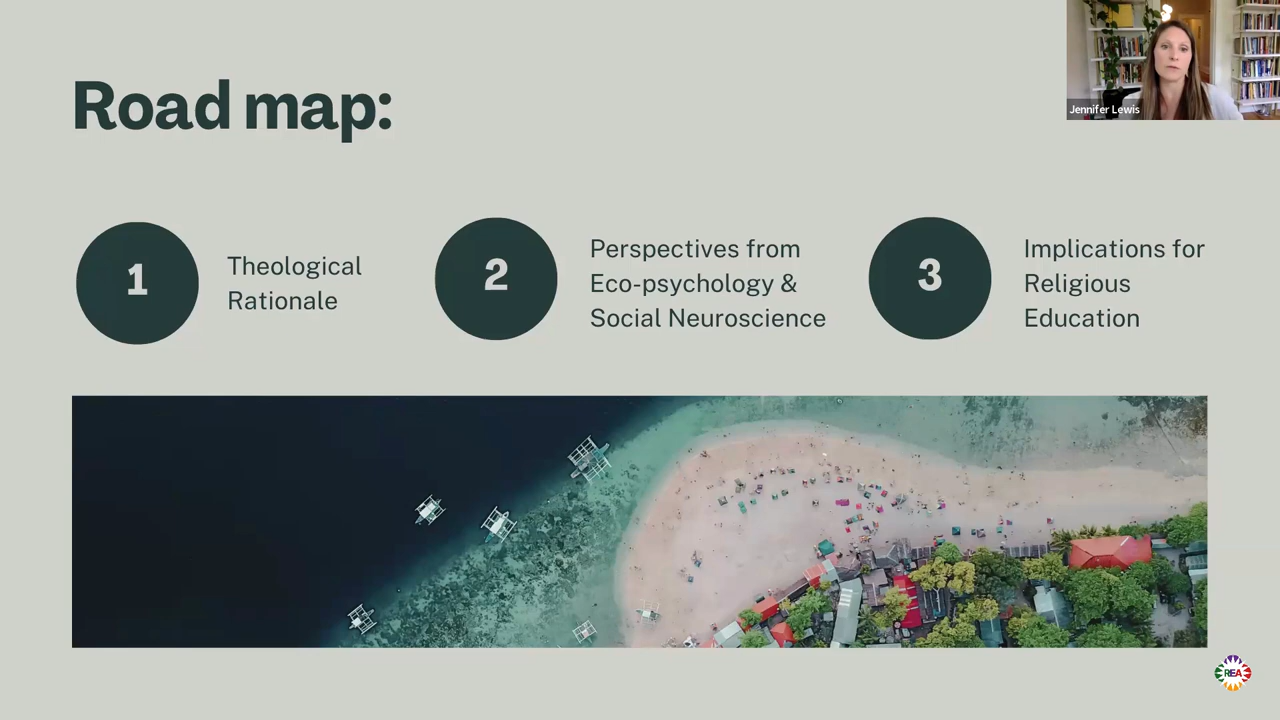 Road map:
Jennifer Lewis
1
Theological
Rationale
2
Perspectives from
Eco-psychology &
Social Neuroscience
3
Implications for
Religious
Education
REA